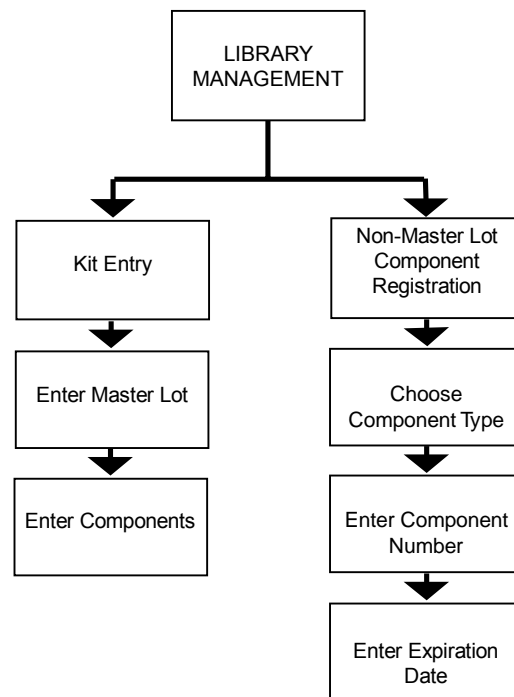 LIBRARY
MANAGEMENT
Kit Entry
Enter Master Lot
Enter Components
Non-Master Lot
Component
Registration
Choose
Component Type
Enter Component
Number
Enter Expiration
Date